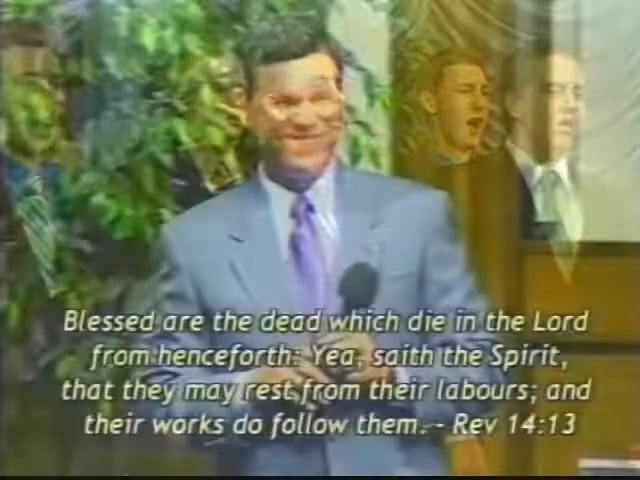 Blessed are the dead which die in the Lord
from henceforth: Yea, saith the Spirit,
that they may rest from their labours; and
their works do follow them. - Rev 14:13